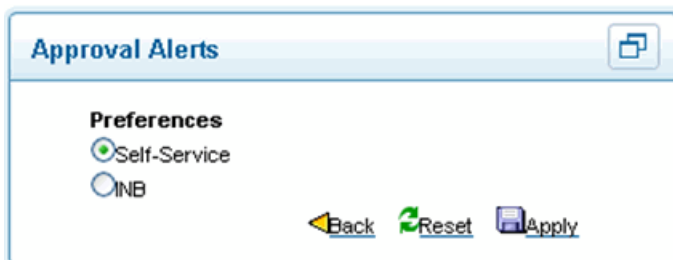 Approval Alerts
Preferences
Self-Service
INB
Back Reset Apply